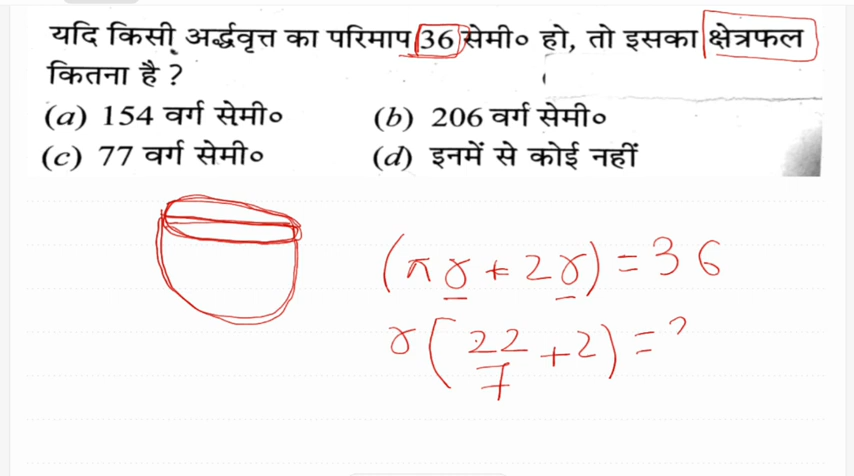 यदि किसी अर्द्धवृत्त का परिमाप 36 सेमी० हो, तो इसका क्षेत्रफल
कितना है ?
(a) 154 वर्ग सेमी०
(b) 206 वर्ग सेमी०
(c) 77 वर्ग सेमी०
(d) इनमें से कोई नहीं
(πr + 2r) = 36
r(22/7 + 2) =